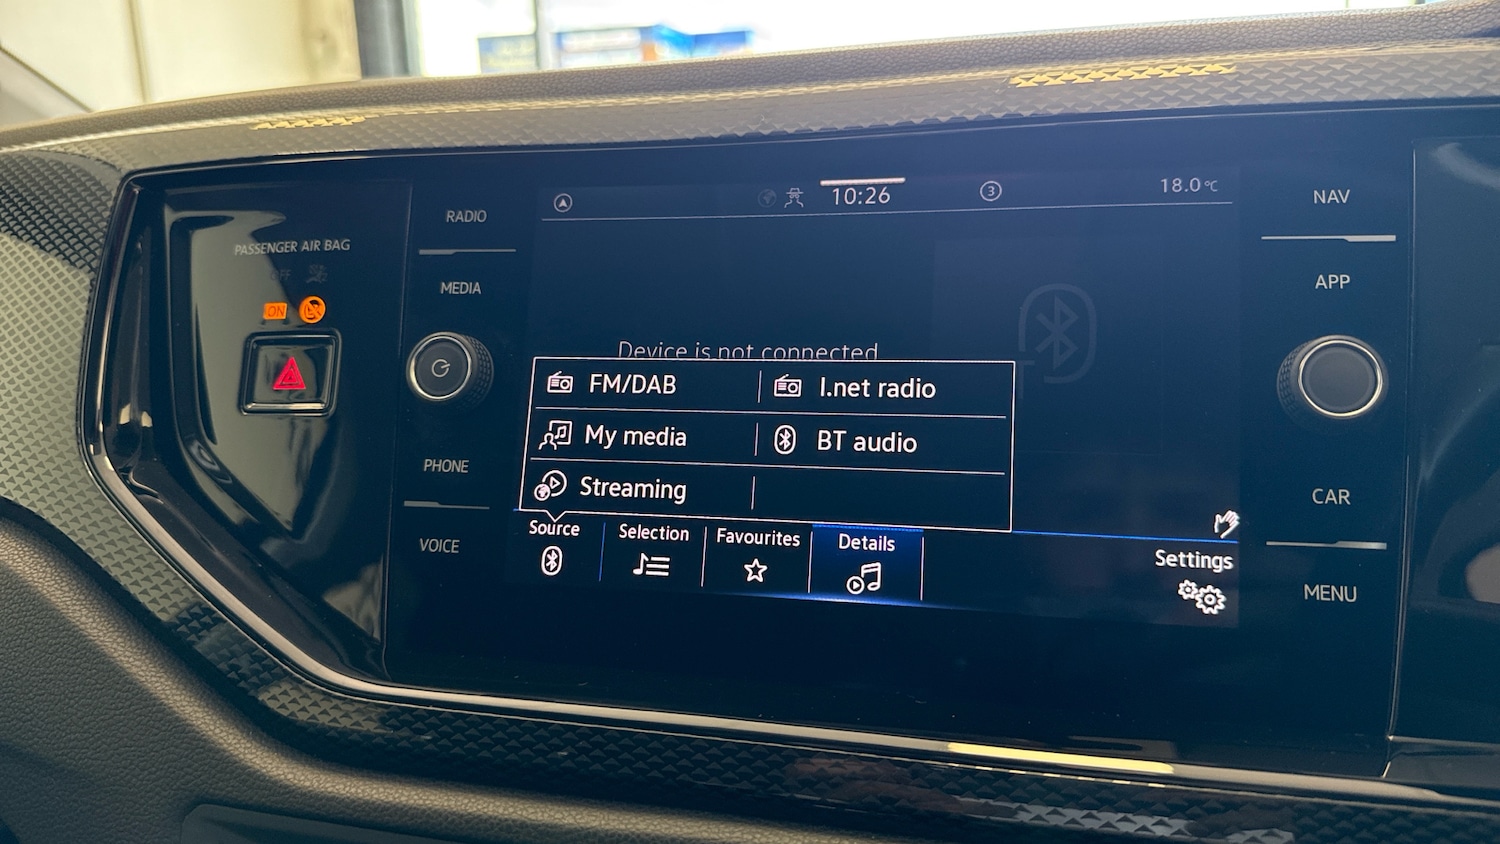 PASSENGER AIR BAG
OFF
ON
RADIO
MEDIA
PHONE
VOICE
10:26
3
18.0°C
Device is not connected
FM/DAB
I.net radio
My media
BT audio
Streaming
Source
Selection
Favourites
Details
Settings
NAV
APP
CAR
MENU